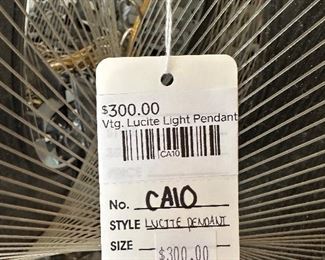 $300.00
Vtg. Lucite Light Pendant
CA10
No. CA10
STYLE LUCITE PENDANT
SIZE
$300.00